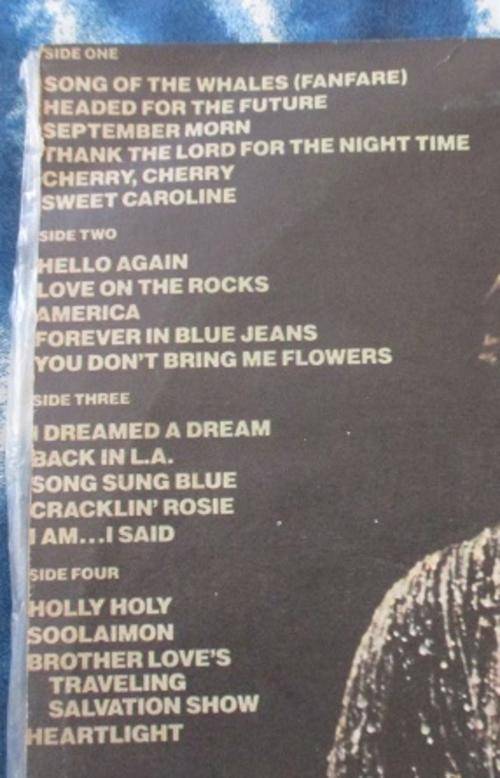 SIDE ONE
SONG OF THE WHALES (FANFARE)
HEADED FOR THE FUTURE
SEPTEMBER MORN
THANK THE LORD FOR THE NIGHT TIME
CHERRY, CHERRY
SWEET CAROLINE
SIDE TWO
HELLO AGAIN
LOVE ON THE ROCKS
AMERICA
FOREVER IN BLUE JEANS
YOU DON'T BRING ME FLOWERS
SIDE THREE
I DREAMED A DREAM
BACK IN L.A.
SONG SUNG BLUE
CRACKLIN' ROSIE
I AM...I SAID
SIDE FOUR
HOLLY HOLY
SOOLAIMON
BROTHER LOVE'S
TRAVELING
SALVATION SHOW
HEARTLIGHT